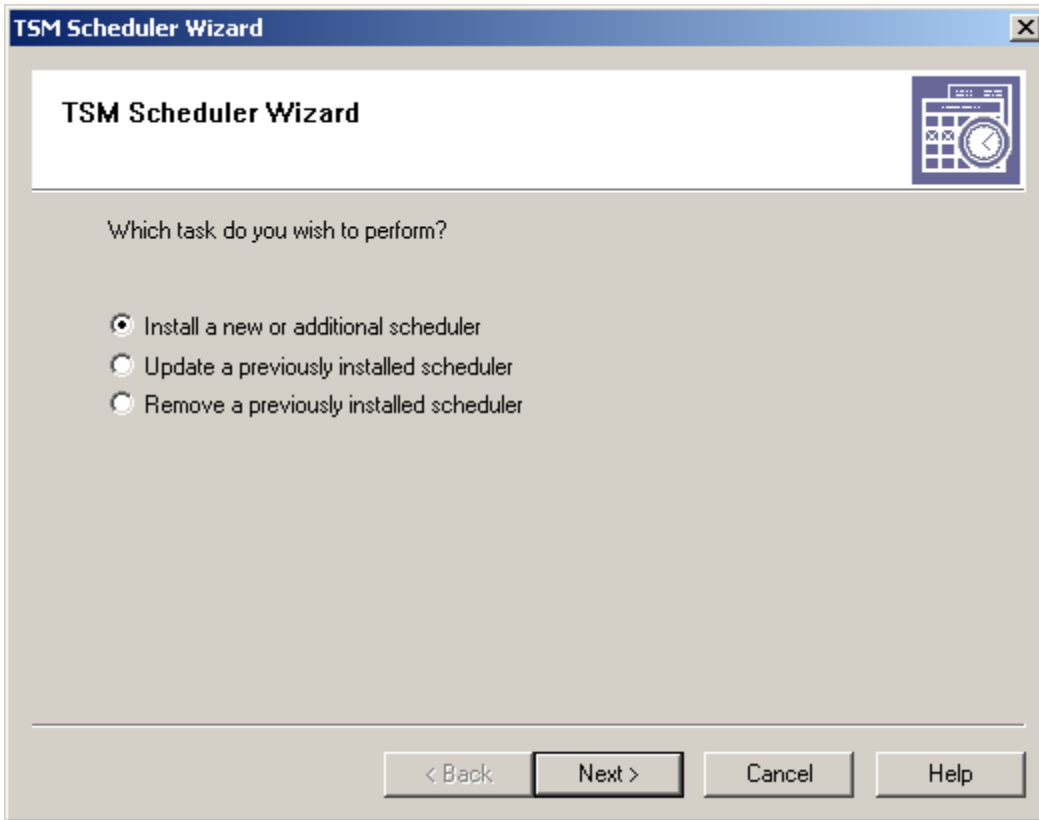 TSM Scheduler Wizard
TSM Scheduler Wizard
Which task do you wish to perform?
Install a new or additional scheduler
Update a previously installed scheduler
Remove a previously installed scheduler
< Back Next > Cancel Help